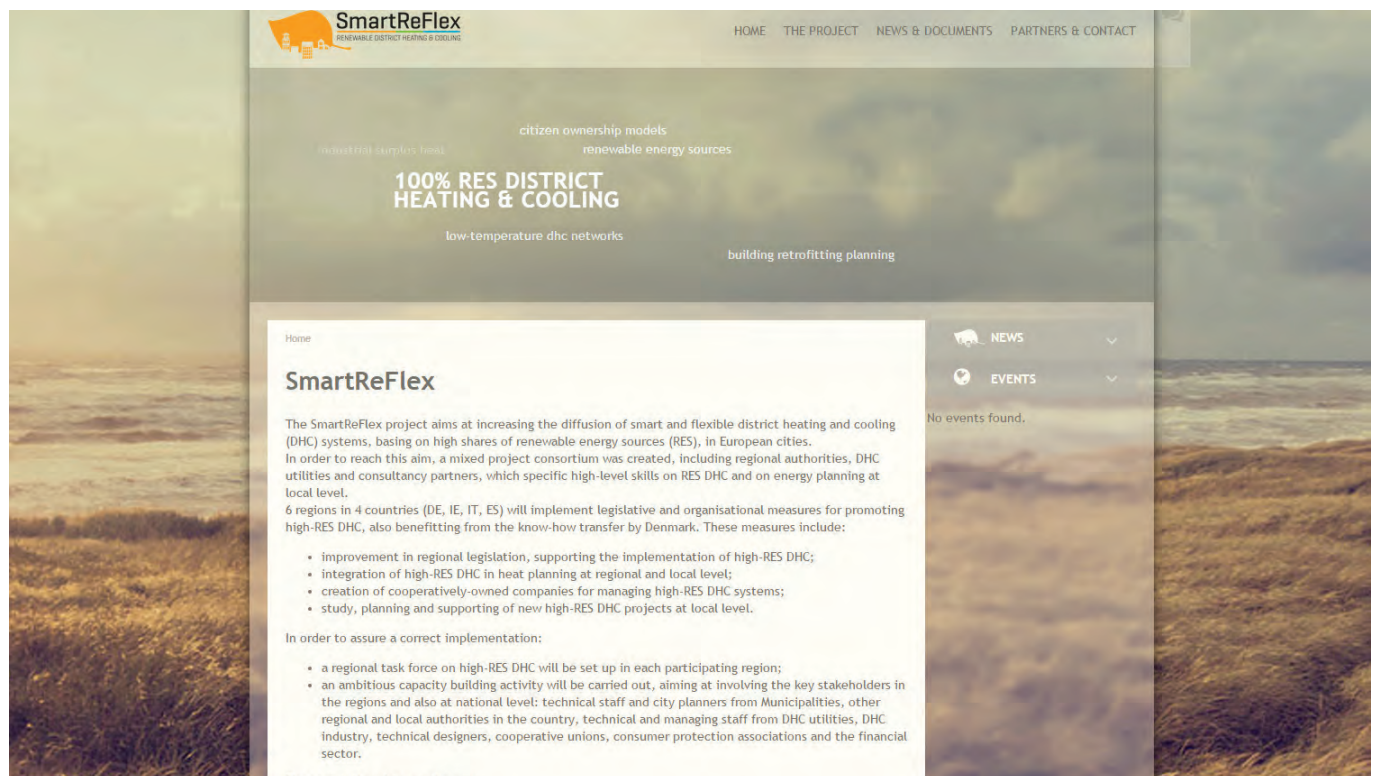 SmartReFlex
RENEWABLE DISTRICT HEATING & COOLING
HOME THE PROJECT NEWS & DOCUMENTS PARTNERS & CONTACT
citizen ownership models
industrial surplus heat renewable energy sources
100% RES DISTRICT
HEATING & COOLING
low-temperature dhc networks
building retrofitting planning
Home
SmartReFlex
The SmartReFlex project aims at increasing the diffusion of smart and flexible district heating and cooling
(DHC) systems, basing on high shares of renewable energy sources (RES), in European cities.
In order to reach this aim, a mixed project consortium was created, including regional authorities, DHC
utilities and consultancy partners, which specific high-level skills on RES DHC and on energy planning at
local level.
6 regions in 4 countries (DE, IE, IT, ES) will implement legislative and organisational measures for promoting
high-RES DHC, also benefitting from the know-how transfer by Denmark. These measures include:
• improvement in regional legislation, supporting the implementation of high-RES DHC;
• integration of high-RES DHC in heat planning at regional and local level;
• creation of cooperatively-owned companies for managing high-RES DHC systems;
• study, planning and supporting of new high-RES DHC projects at local level.
In order to assure a correct implementation:
• a regional task force on high-RES DHC will be set up in each participating region;
• an ambitious capacity building activity will be carried out, aiming at involving the key stakeholders in
the regions and also at national level: technical staff and city planners from Municipalities, other
regional and local authorities in the country, technical and managing staff from DHC utilities, DHC
industry, technical designers, cooperative unions, consumer protection associations and the financial
sector.
NEWS
EVENTS
No events found.